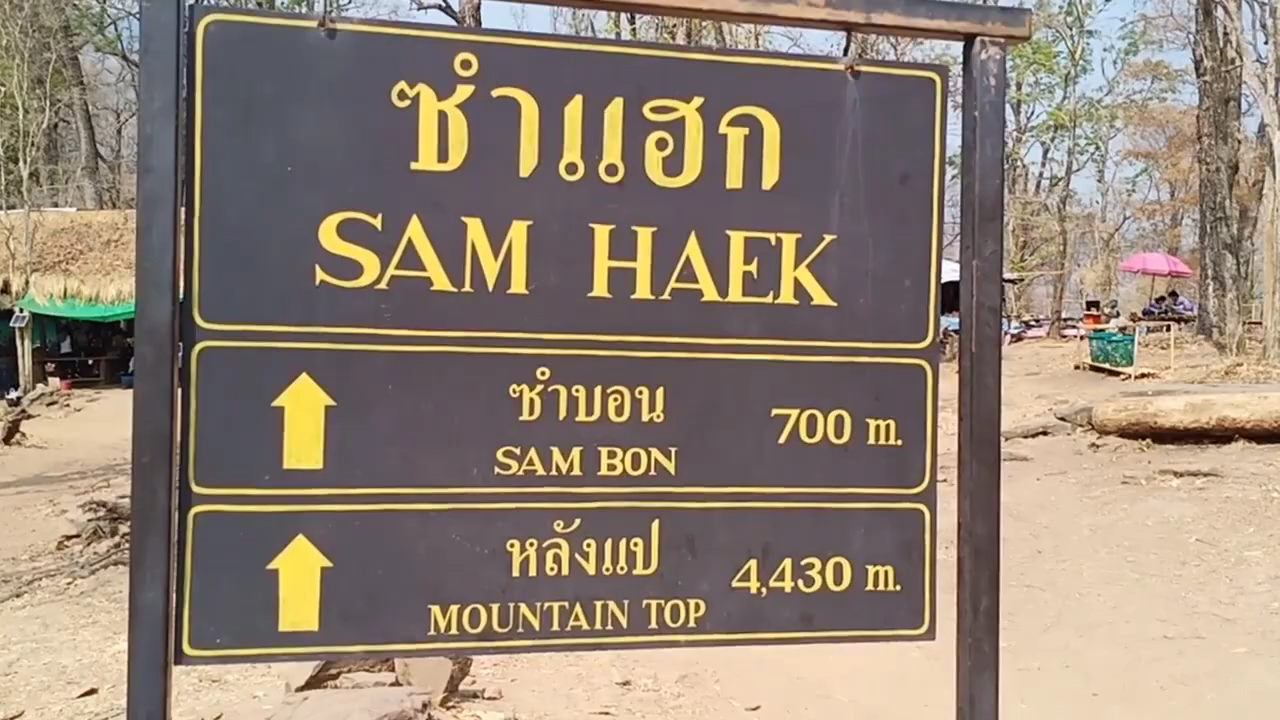 ซำแฮก
SAM HAEK
ซำบอน
SAM BON
700 m.
หลังแป
MOUNTAIN TOP
4,430 m.